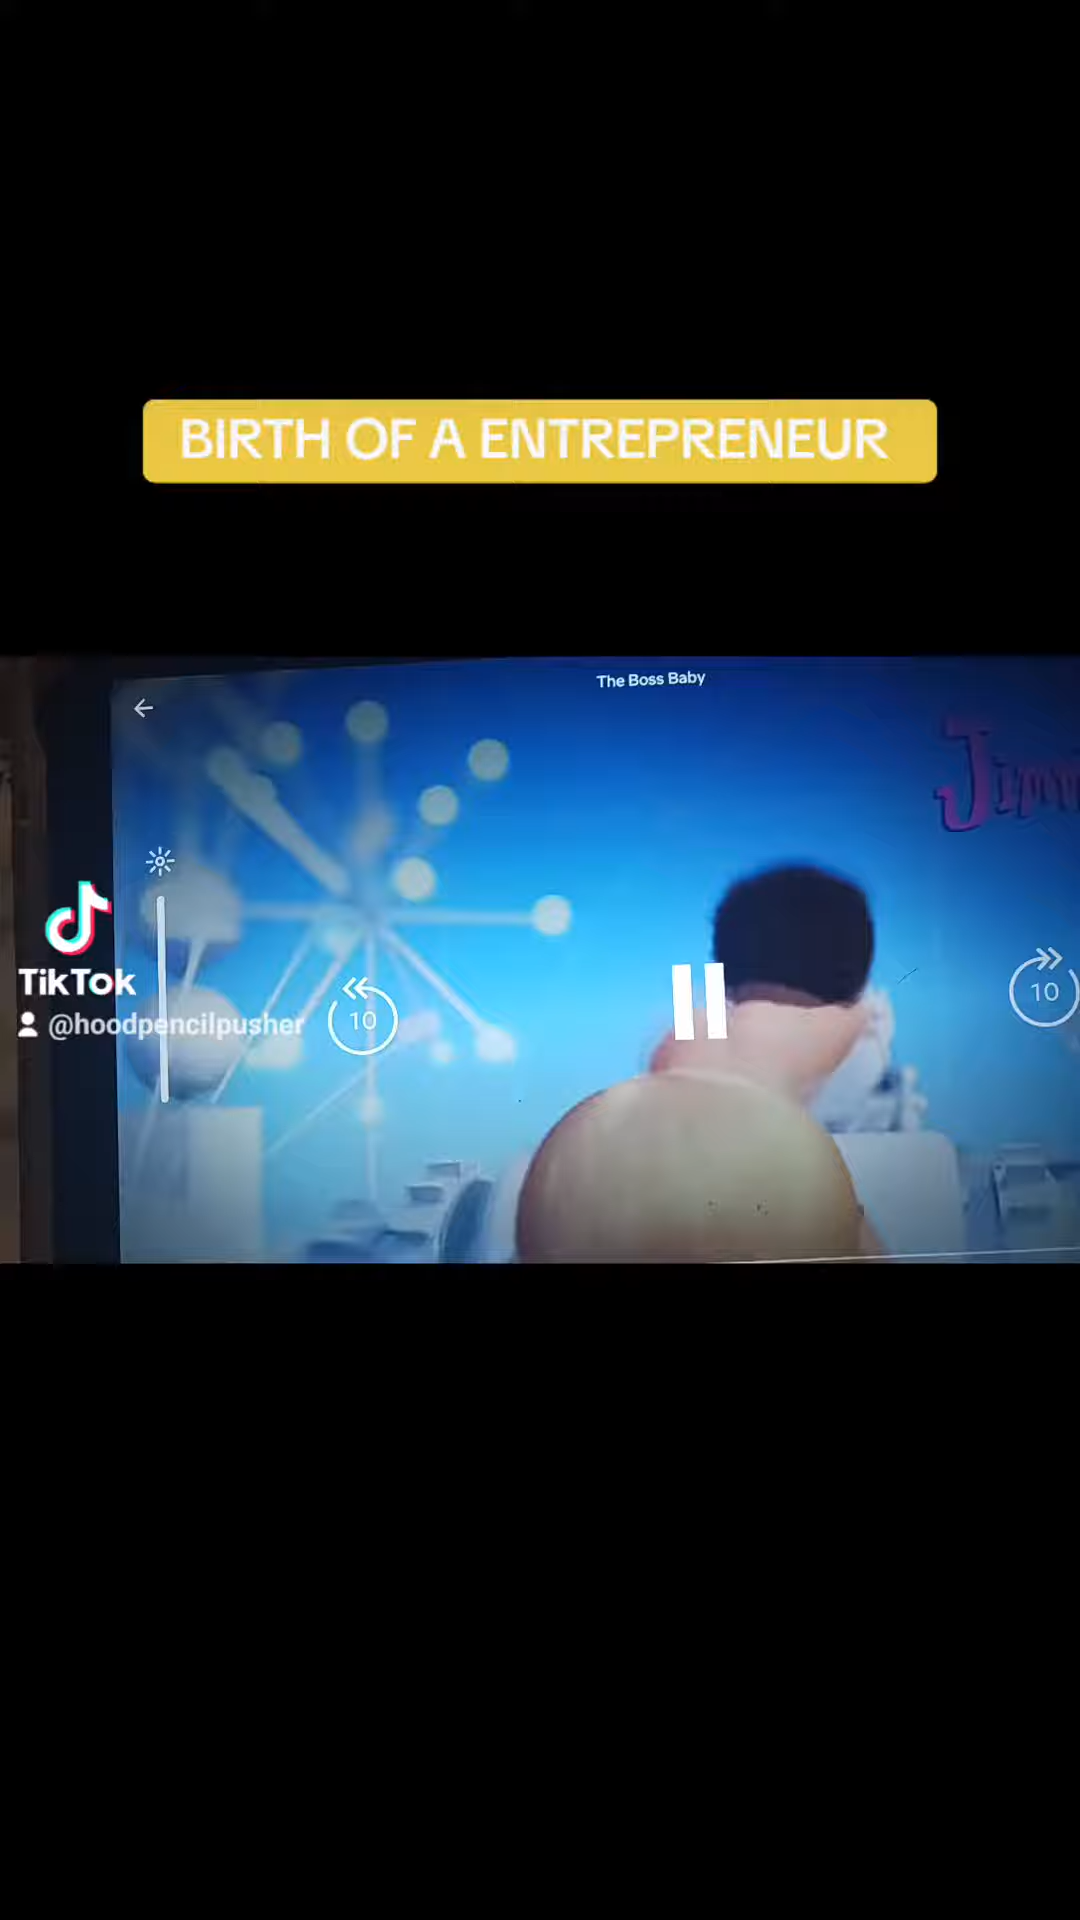 BIRTH OF A ENTREPRENEUR
The Boss Baby
TikTok
@hoodpencilpusher
10
10